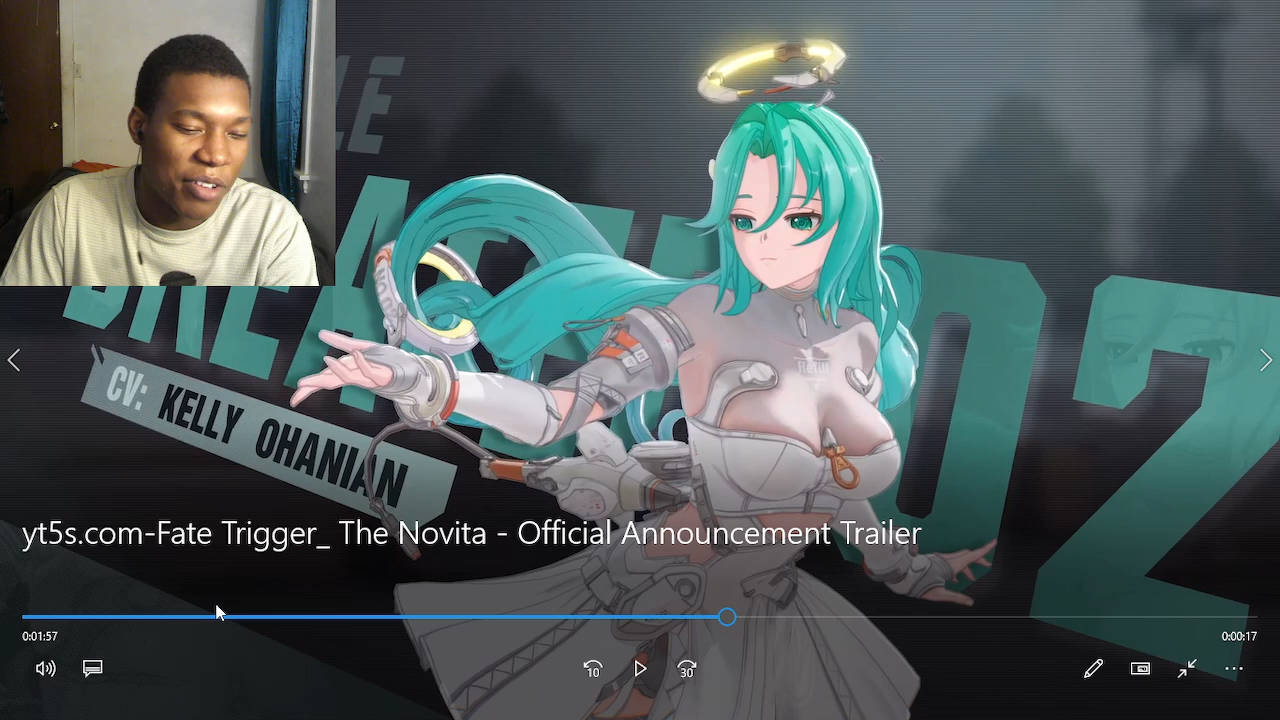 CV: KELLY OHANIAN
02
yt5s.com-Fate Trigger_ The Novita - Official Announcement Trailer
0:01:57
0:00:17
10
30